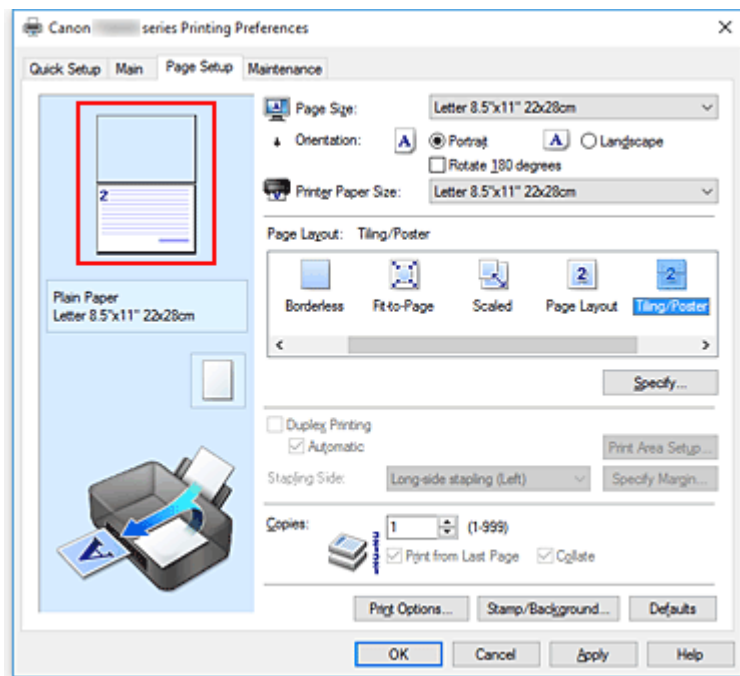 Canon series Printing Preferences
Quick Setup Main Page Setup Maintenance
2
Plain Paper
Letter 8.5"x11" 22x28cm
A
Page Size: Letter 8.5"x11" 22x28cm
Orientation: A Portrait A Landscape
Rotate 180 degrees
Printer Paper Size: Letter 8.5"x11" 22x28cm
Page Layout: Tiling/Poster
2 2
Borderless Fit-to-Page Scaled Page Layout Tiling/Poster
Specify...
Duplex Printing
Automatic Print Area Setup...
Stapling Side: Long-side stapling (Left) Specify Margin...
Copies: 1 (1-999)
Print from Last Page Collate
Print Options... Stamp/Background... Defaults
OK Cancel Apply Help